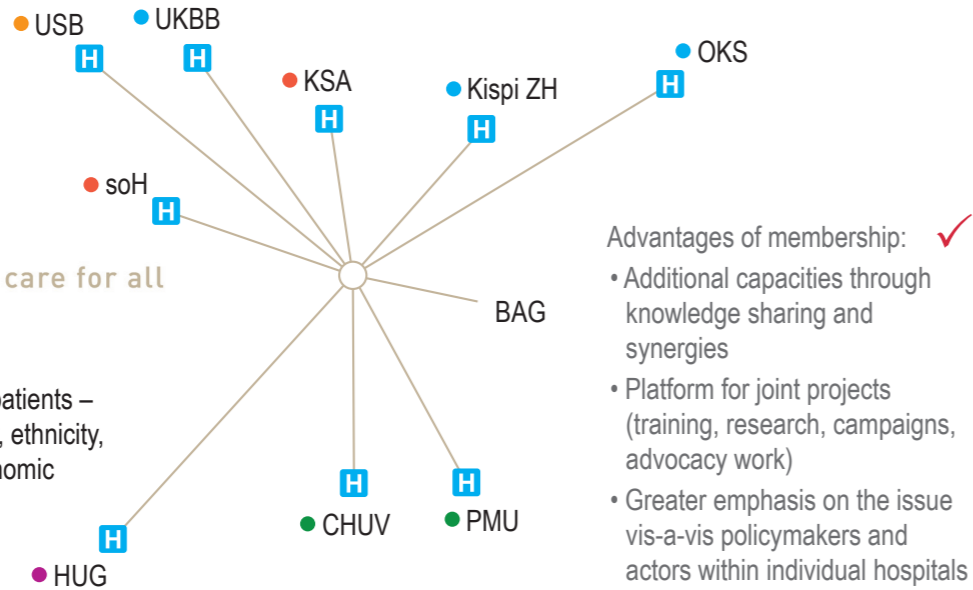 USB
UKBB
H
H
KSA
H
Kispi ZH
H
OKS
H
soH
H
care for all
BAG
patients –
, ethnicity,
nomic
H
HUG
H
CHUV
H
PMU
Advantages of membership:
• Additional capacities through
knowledge sharing and
synergies
• Platform for joint projects
(training, research, campaigns,
advocacy work)
• Greater emphasis on the issue
vis-a-vis policymakers and
actors within individual hospitals